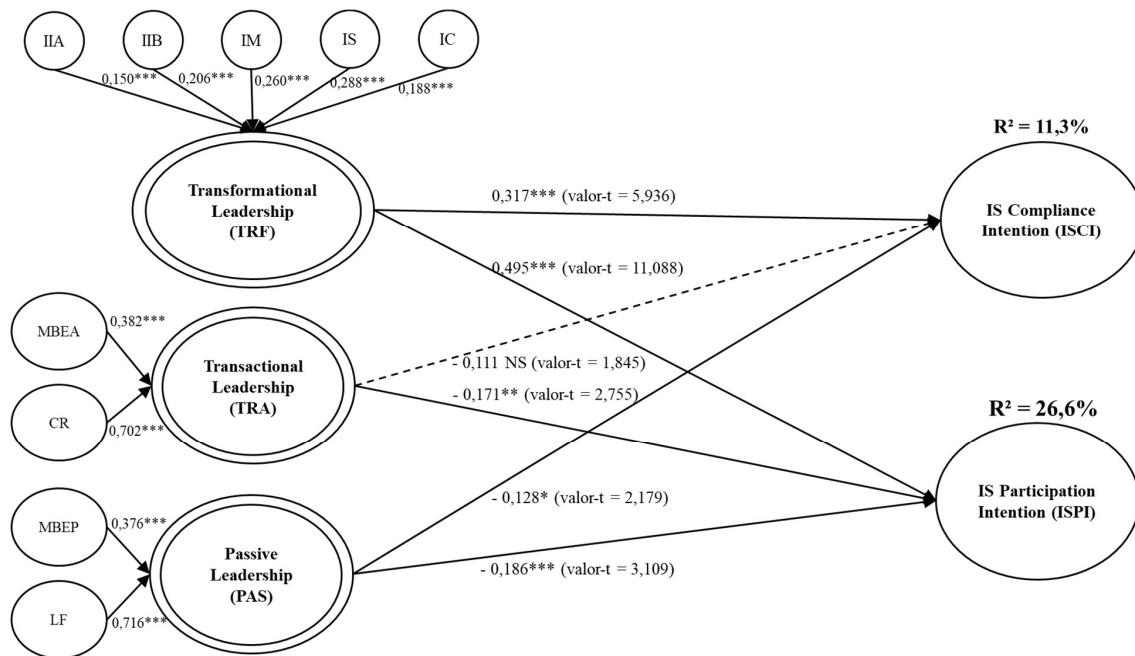 IIA
IIB
IM
IS
IC
0,150***
0,206***
0,260***
0,288***
0,188***
R² = 11,3%
Transformational
Leadership
(TRF)
0,317*** (valor-t = 5,936)
IS Compliance
Intention (ISCI)
0,495*** (valor-t = 11,088)
MBEA
0,382***
Transactional
Leadership
(TRA)
- 0,111 NS (valor-t = 1,845)
- 0,171** (valor-t = 2,755)
CR
0,702***
R² = 26,6%
MBEP
0,376***
- 0,128* (valor-t = 2,179)
IS Participation
Intention (ISPI)
Passive
Leadership
(PAS)
- 0,186*** (valor-t = 3,109)
LF
0,716***